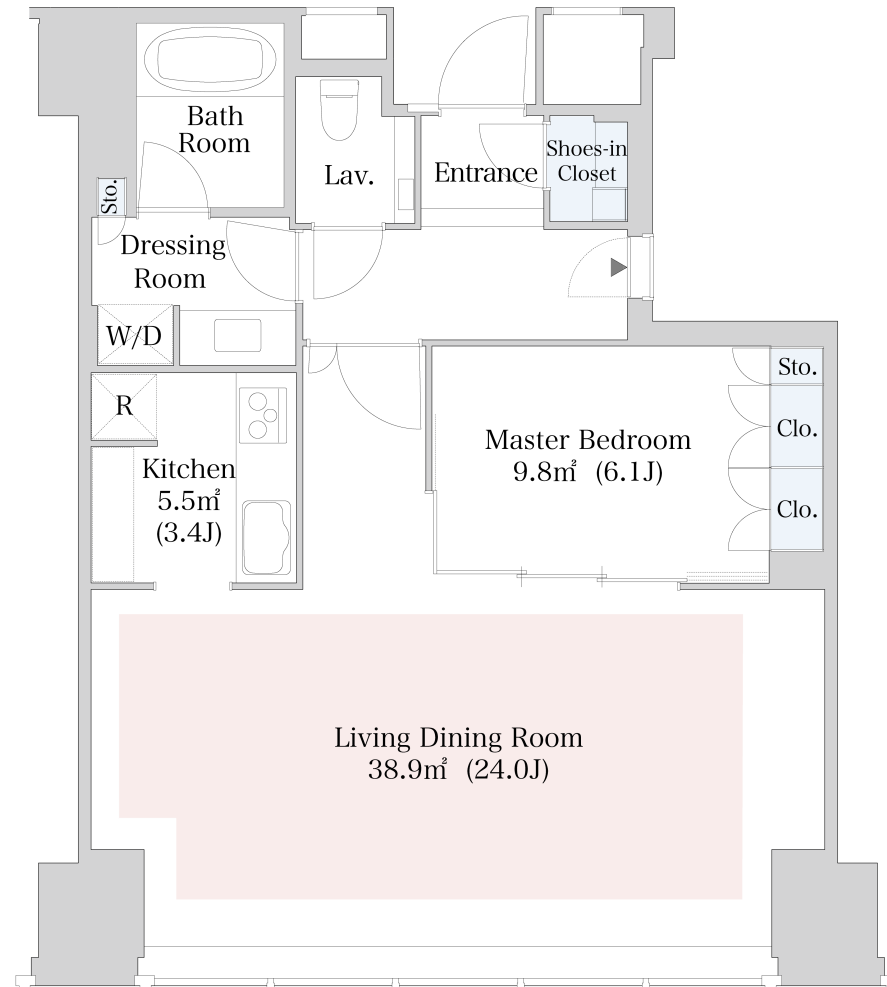 Bath
Room
Lav.
Entrance
Shoes-in
Closet
Sto.
Dressing
Room
W/D
R
Kitchen
5.5㎡
(3.4J)
Master Bedroom
9.8㎡ (6.1J)
Sto.
Clo.
Clo.
Living Dining Room
38.9㎡ (24.0J)